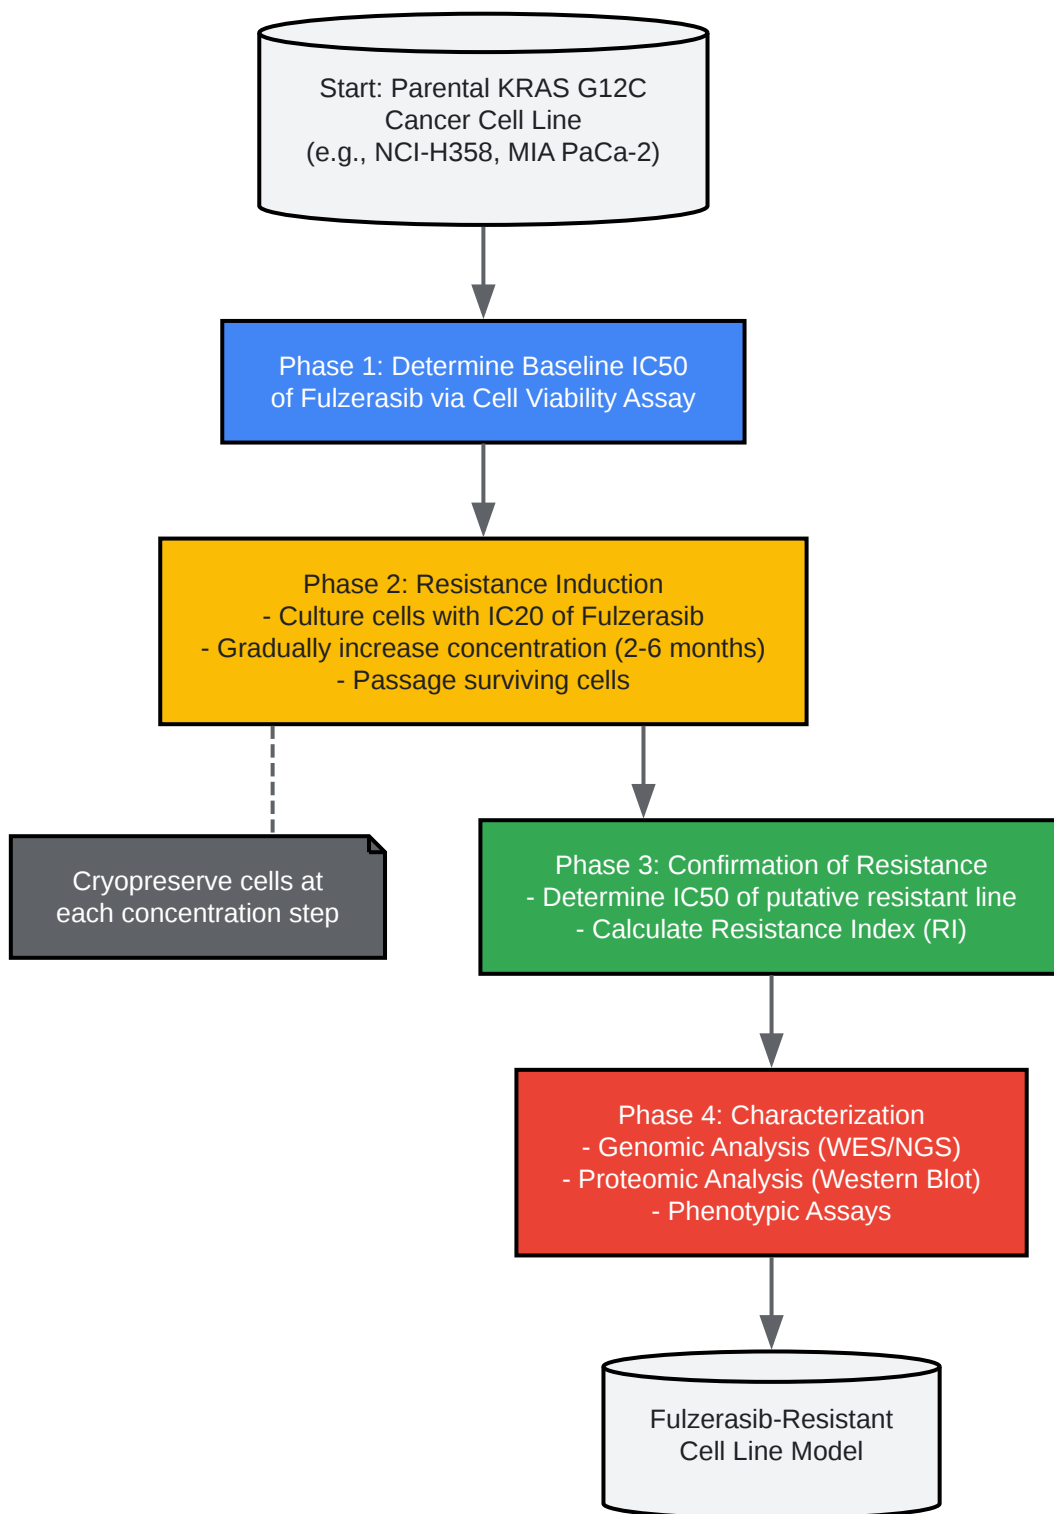 Start: Parental KRAS G12C
Cancer Cell Line
(e.g., NCI-H358, MIA PaCa-2)
Phase 1: Determine Baseline IC50
of Fulzerasib via Cell Viability Assay
Phase 2: Resistance Induction
- Culture cells with IC20 of Fulzerasib
- Gradually increase concentration (2-6 months)
- Passage surviving cells
Cryopreserve cells at
each concentration step
Phase 3: Confirmation of Resistance
- Determine IC50 of putative resistant line
- Calculate Resistance Index (RI)
Phase 4: Characterization
- Genomic Analysis (WES/NGS)
- Proteomic Analysis (Western Blot)
- Phenotypic Assays
Fulzerasib-Resistant
Cell Line Model